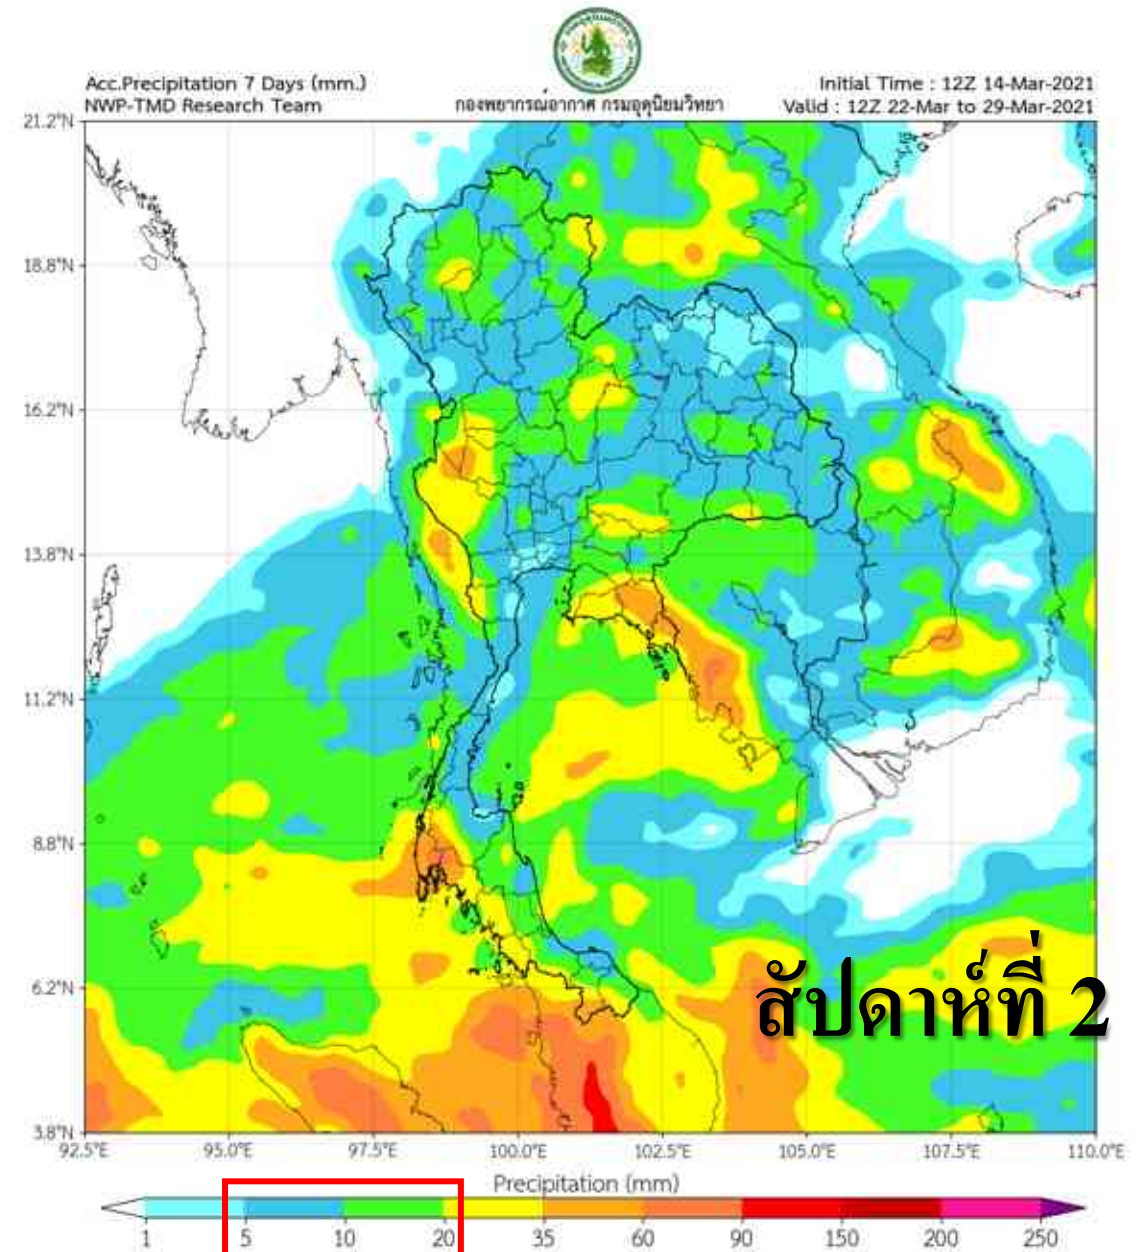 Acc.Precipitation 7 Days (mm.)
NWP-TMD Research Team
กองพยากรณ์อากาศ กรมอุตุนิยมวิทยา
Initial Time : 12Z 14-Mar-2021
Valid : 12Z 22-Mar to 29-Mar-2021
21.2°N
18.8°N
16.2°N
13.8°N
11.2°N
8.8°N
6.2°N
3.8°N
สัปดาห์ที่ 2
92.5°E 95.0°E 97.5°E 100.0°E 102.5°E 105.0°E 107.5°E 110.0°E
Precipitation (mm)
1 5 10 20 35 60 90 150 200 250